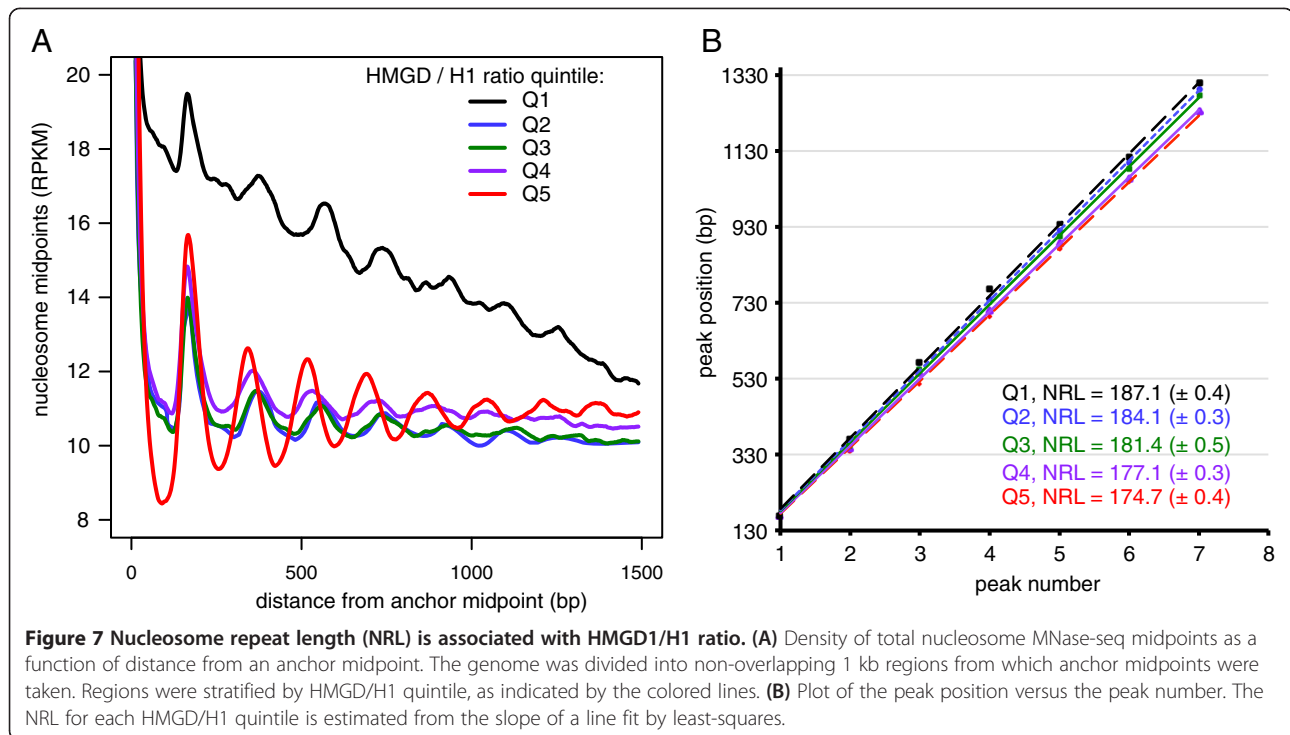 A
nucleosome midpoints (RPKM)
20
18
16
14
12
10
8
HMGD / H1 ratio quintile:
Q1
Q2
Q3
Q4
Q5
0
500
1000
1500
distance from anchor midpoint (bp)
B
peak position (bp)
1330
1130
930
730
530
330
130
Q1, NRL = 187.1 (± 0.4)
Q2, NRL = 184.1 (± 0.3)
Q3, NRL = 181.4 (± 0.5)
Q4, NRL = 177.1 (± 0.3)
Q5, NRL = 174.7 (± 0.4)
1
2
3
4
5
6
7
8
peak number
Figure 7 Nucleosome repeat length (NRL) is associated with HMGD1/H1 ratio. (A) Density of total nucleosome MNase-seq midpoints as a
function of distance from an anchor midpoint. The genome was divided into non-overlapping 1 kb regions from which anchor midpoints were
taken. Regions were stratified by HMGD/H1 quintile, as indicated by the colored lines. (B) Plot of the peak position versus the peak number. The
NRL for each HMGD/H1 quintile is estimated from the slope of a line fit by least-squares.